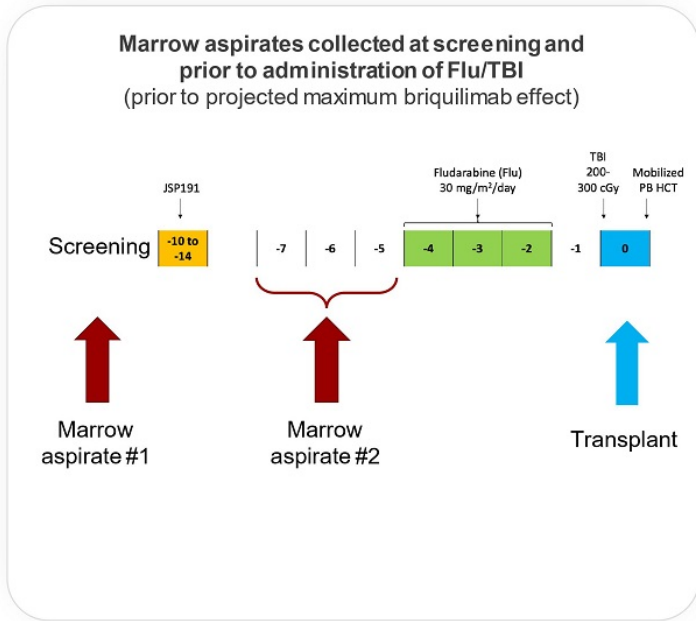 Marrow aspirates collected at screening and
prior to administration of Flu/TBI
(prior to projected maximum briquilimab effect)
JSP191
Fludarabine (Flu)
30 mg/m²/day
TBI
200-
300 cGy
Mobilized
PB HCT
Screening
-10 to
-14
-7
-6
-5
-4
-3
-2
-1
0
Marrow
aspirate #1
Marrow
aspirate #2
Transplant